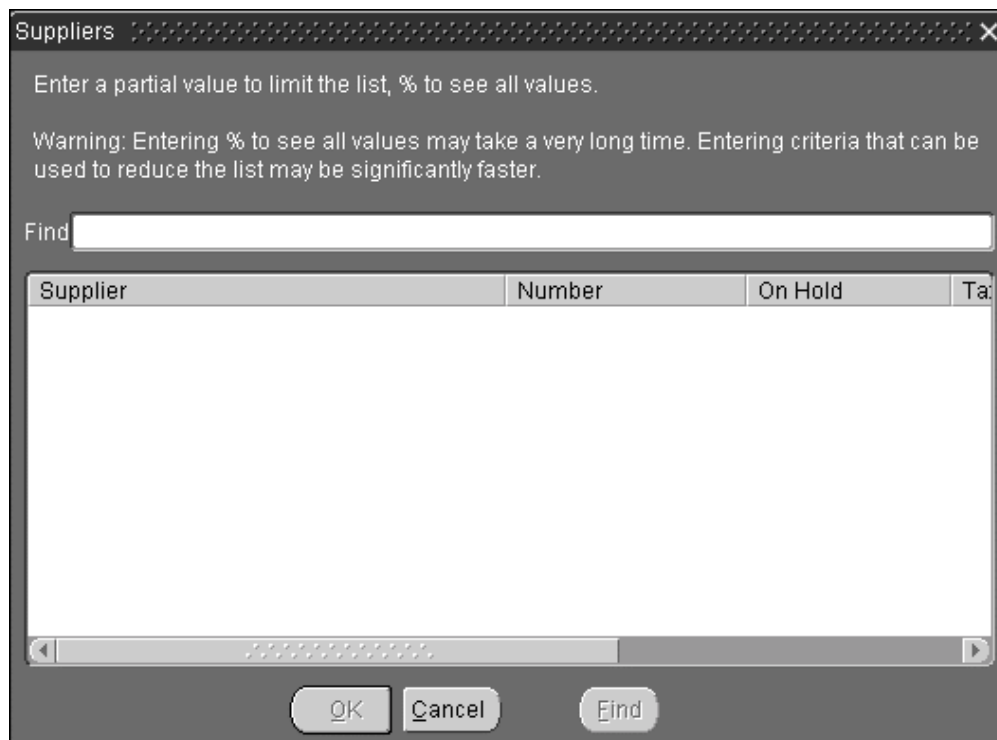 Suppliers
Enter a partial value to limit the list, % to see all values.
Warning: Entering % to see all values may take a very long time. Entering criteria that can be
used to reduce the list may be significantly faster.
Find
Supplier Number On Hold Ta
OK Cancel Find